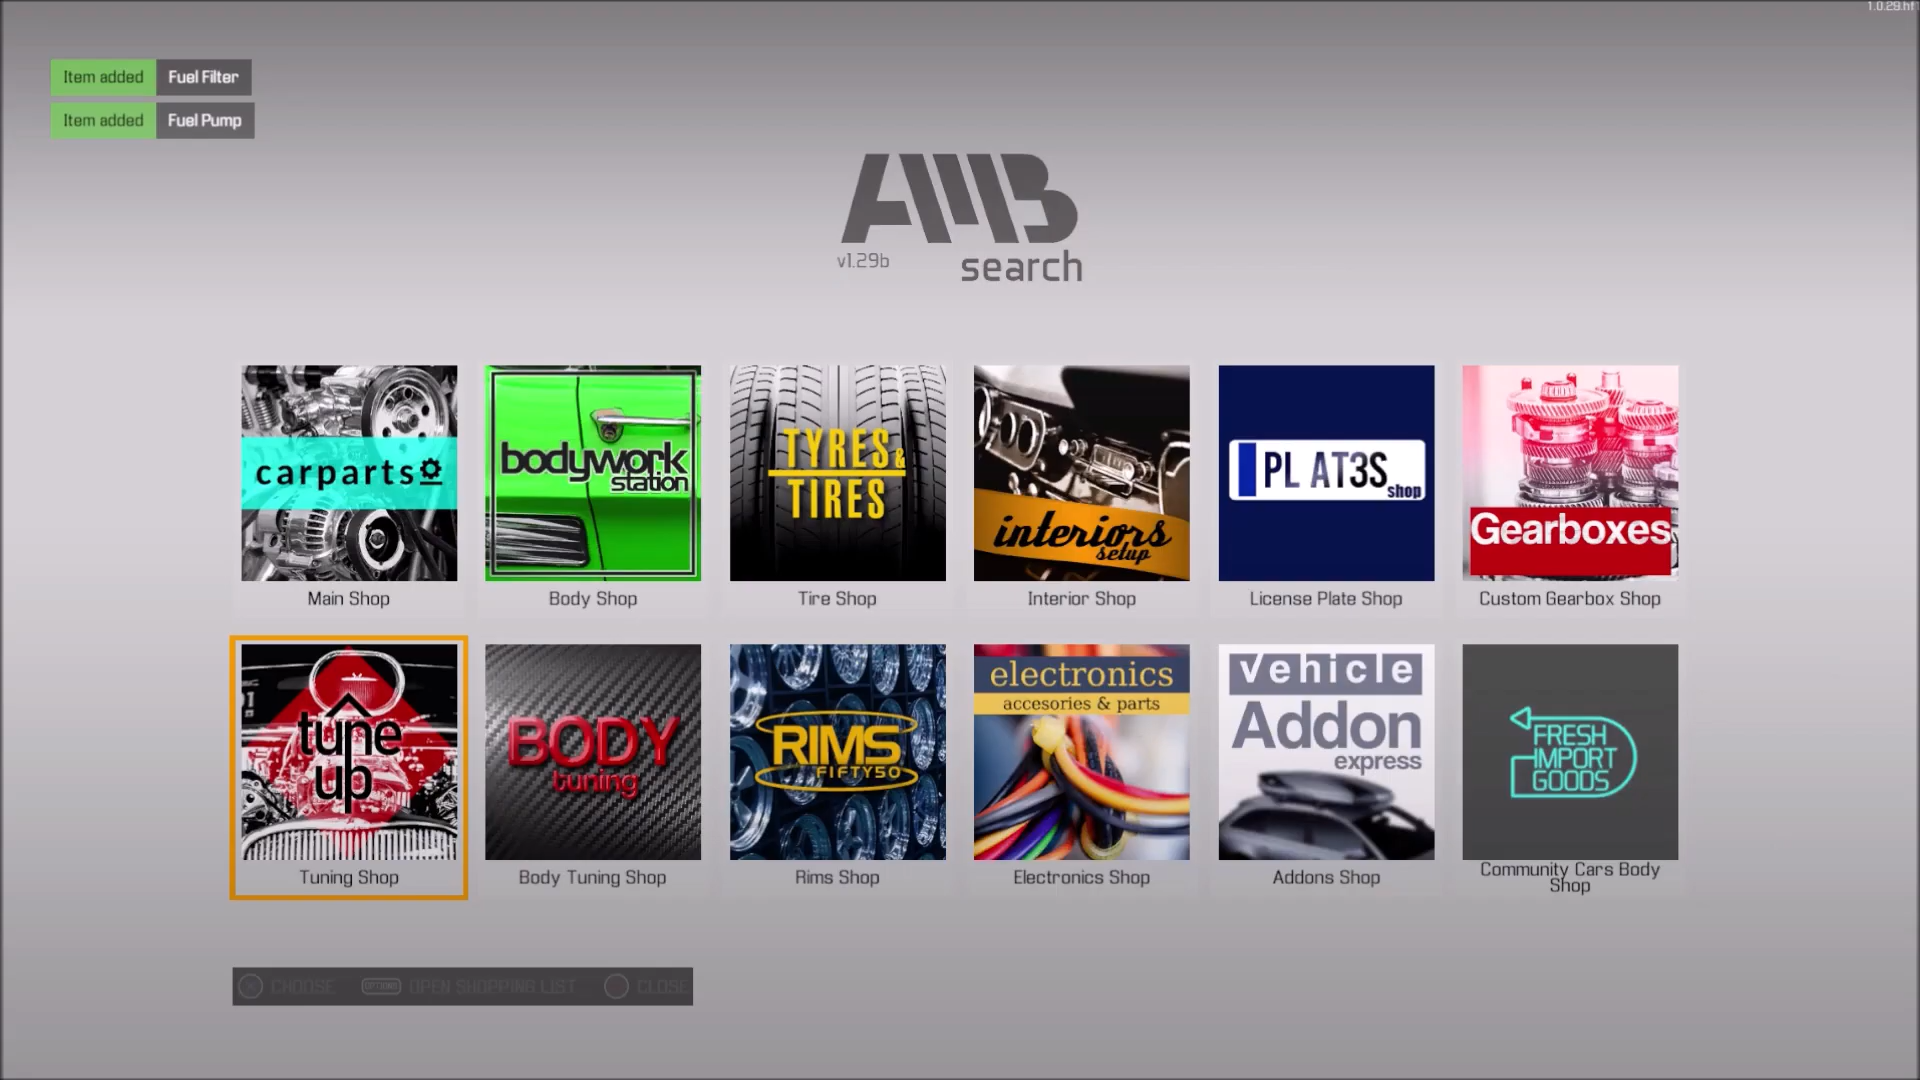 1.0.29.hf
Item added Fuel Filter
Item added Fuel Pump
AMB
v1.29b search
carparts
bodywork
station
TYRES &
TIRES
interiors
setup
PL AT3S
shop
Gearboxes
Main Shop
Body Shop
Tire Shop
Interior Shop
License Plate Shop
Custom Gearbox Shop
tune
up
BODY
tuning
RIMS
FIFTY50
electronics
accesories & parts
vehicle
Addon
express
FRESH
IMPORT
GOODS
Tuning Shop
Body Tuning Shop
Rims Shop
Electronics Shop
Addons Shop
Community Cars Body
Shop
CHOOSE OPTIONS OPEN SHOPPING LIST CLOSE